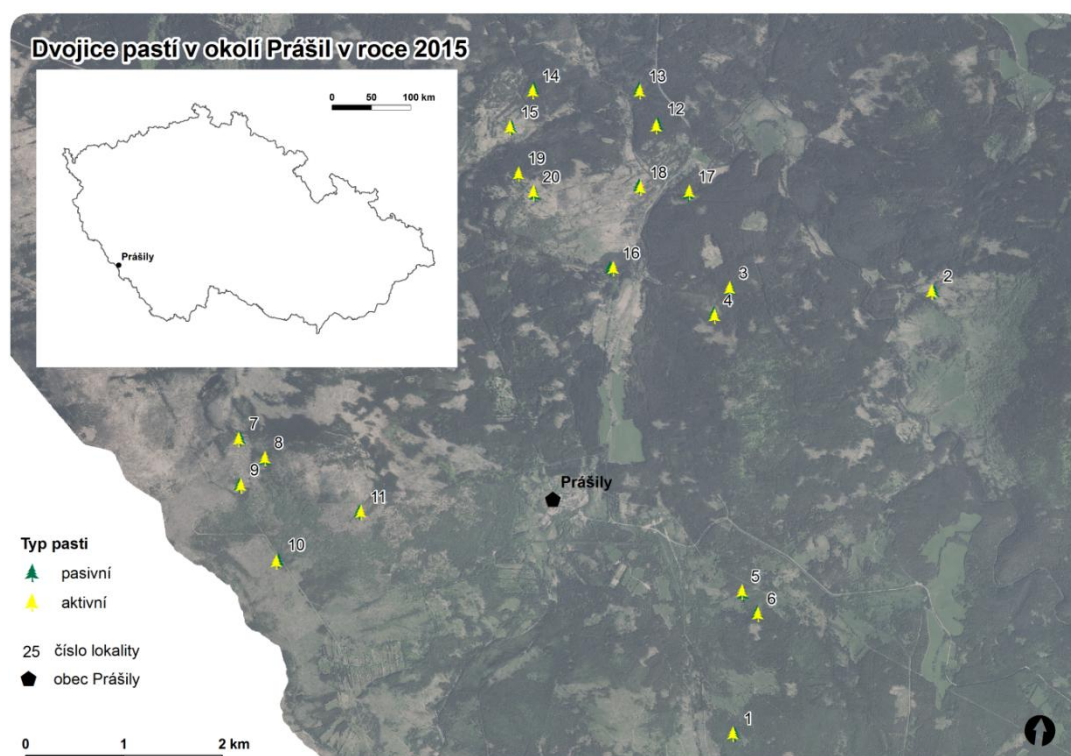 Dvojice pastí v okolí Prášil v roce 2015
0 50 100 km
Prášily
14
13
15
12
19
20
18
17
16
3
2
4
7
8
9
11
Prášily
10
5
6
1
Typ pasti
pasivní
aktivní
25 číslo lokality
obec Prášily
0 1 2 km